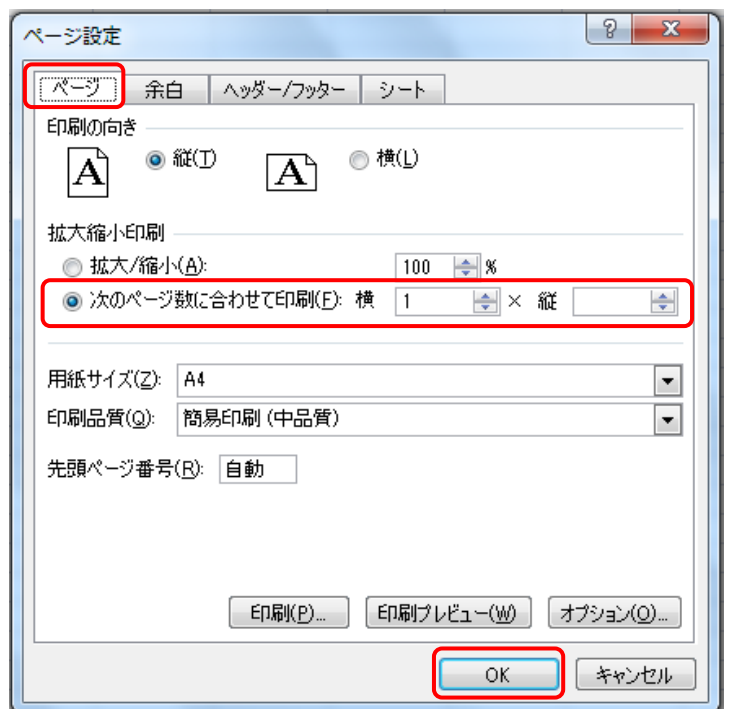 ページ設定
ページ 余白 ヘッダー/フッター シート
印刷の向き
A 縦(T) A 横(L)
拡大縮小印刷
拡大/縮小(A): 100 %
次のページ数に合わせて印刷(F): 横 1 × 縦
用紙サイズ(Z): A4
印刷品質(Q): 簡易印刷 (中品質)
先頭ページ番号(R): 自動
印刷(P)... 印刷プレビュー(W) オプション(O)...
OK キャンセル